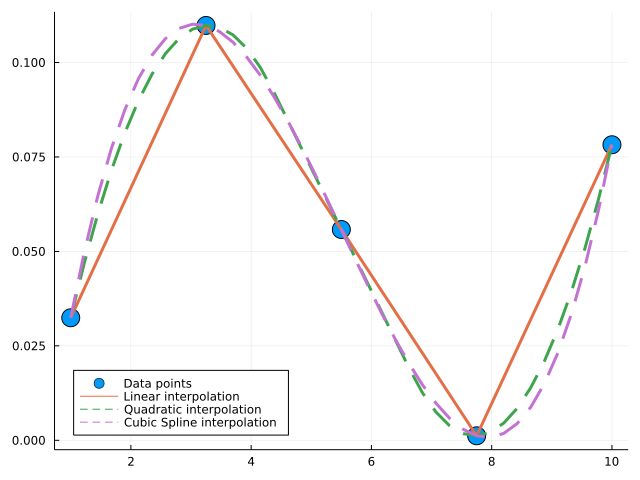 0.100
0.075
0.050
0.025
0.000
Data points
Linear interpolation
Quadratic interpolation
Cubic Spline interpolation
2 4 6 8 10